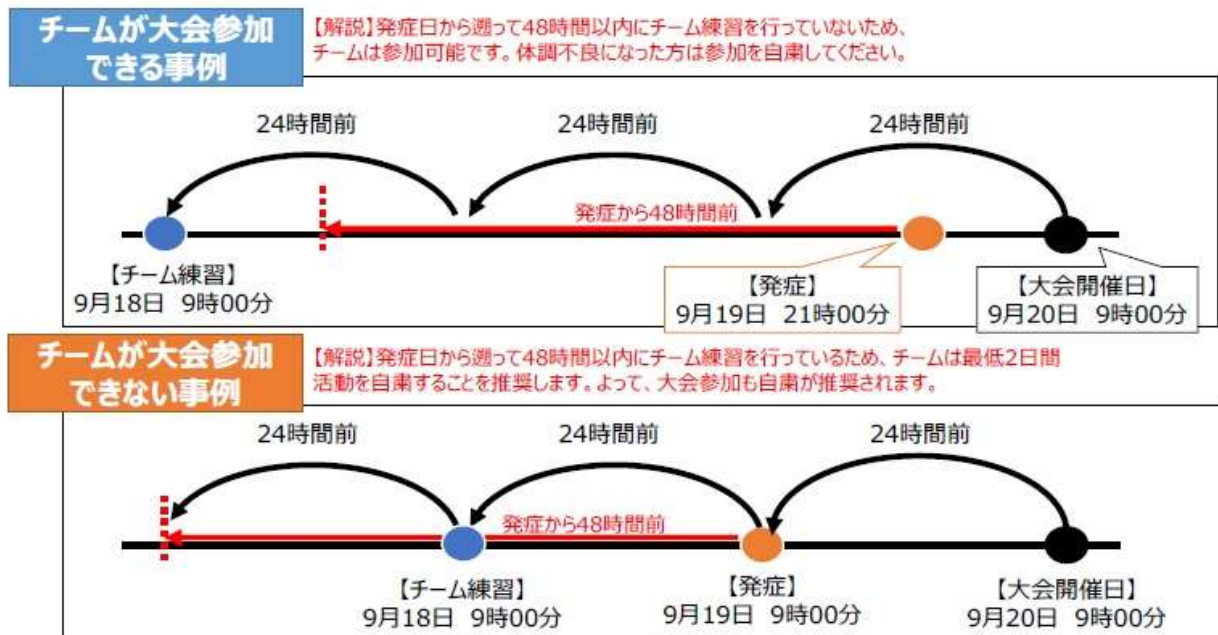 チームが大会参加
できる事例
【解説】発症日から遡って48時間以内にチーム練習を行っていないため、
チームは参加可能です。体調不良になった方は参加を自粛してください。
24時間前
24時間前
24時間前
発症から48時間前
【チーム練習】
9月18日 9時00分
【発症】
9月19日 21時00分
【大会開催日】
9月20日 9時00分
チームが大会参加
できない事例
【解説】発症日から遡って48時間以内にチーム練習を行っているため、チームは最低2日間
活動を自粛することを推奨します。よって、大会参加も自粛が推奨されます。
24時間前
24時間前
24時間前
発症から48時間前
【チーム練習】
9月18日 9時00分
【発症】
9月19日 9時00分
【大会開催日】
9月20日 9時00分